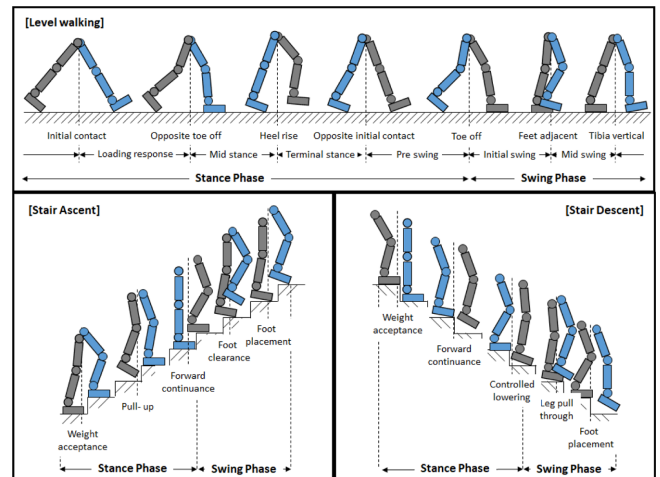 [Level walking]
Initial contact
Opposite toe off
Heel rise
Opposite initial contact
Toe off
Feet adjacent
Tibia vertical
Loading response
Mid stance
Terminal stance
Pre swing
Initial swing
Mid swing
Stance Phase
Swing Phase
[Stair Ascent]
Foot
placement
Foot
clearance
Forward
continuance
Pull- up
Weight
acceptance
Stance Phase
Swing Phase
[Stair Descent]
Weight
acceptance
Forward
continuance
Controlled
lowering
Leg pull
through
Foot
placement
Stance Phase
Swing Phase